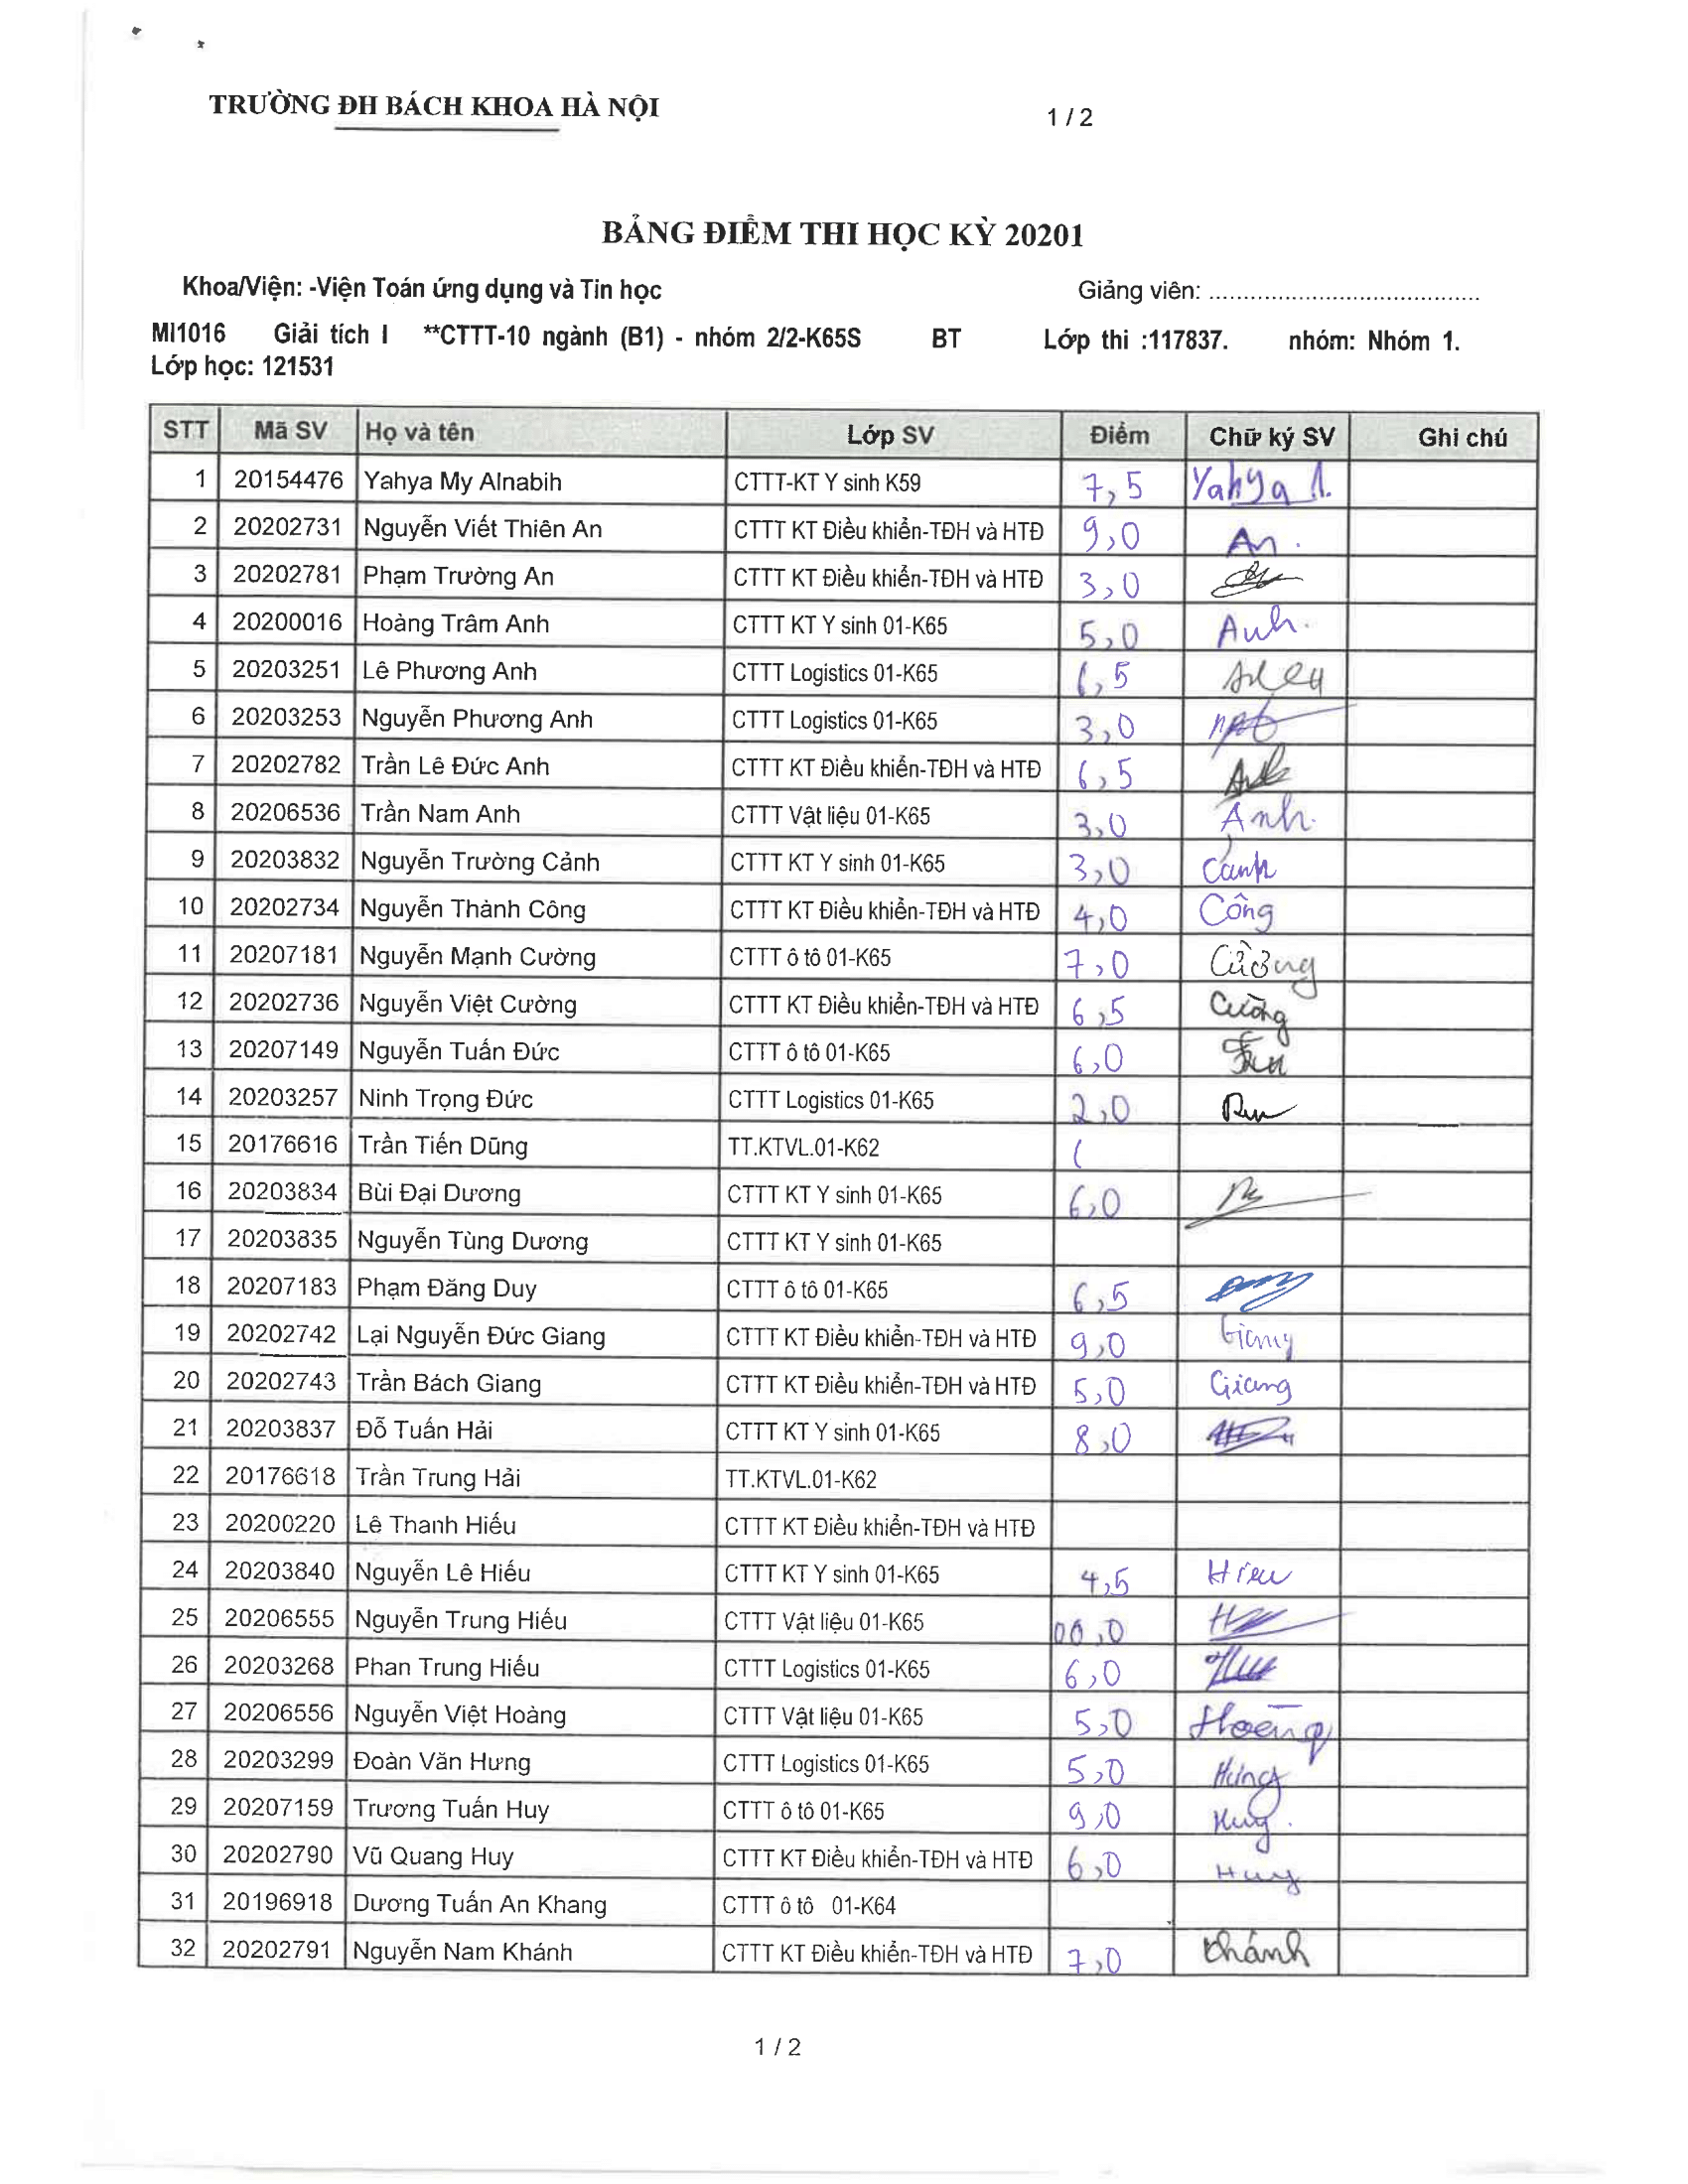 TRƯỜNG ĐH BÁCH KHOA HÀ NỘI
1 / 2
BẢNG ĐIỂM THI HỌC KỲ 20201
Khoa/Viện: -Viện Toán ứng dụng và Tin học Giảng viên: ........................................
MI1016 Giải tích I **CTTT-10 ngành (B1) - nhóm 2/2-K65S BT Lớp thi :117837. nhóm: Nhóm 1.
Lớp học: 121531
STT Mã SV Họ và tên Lớp SV Điểm Chữ ký SV Ghi chú
1 20154476 Yahya My Alnabih CTTT-KT Y sinh K59 7,5 Yahya A.
2 20202731 Nguyễn Viết Thiên An CTTT KT Điều khiển-TĐH và HTĐ 9,0 An.
3 20202781 Phạm Trường An CTTT KT Điều khiển-TĐH và HTĐ 3,0
4 20200016 Hoàng Trâm Anh CTTT KT Y sinh 01-K65 5,0 Anh.
5 20203251 Lê Phương Anh CTTT Logistics 01-K65 6,5
6 20203253 Nguyễn Phương Anh CTTT Logistics 01-K65 3,0
7 20202782 Trần Lê Đức Anh CTTT KT Điều khiển-TĐH và HTĐ 6,5
8 20206536 Trần Nam Anh CTTT Vật liệu 01-K65 3,0 Anh.
9 20203832 Nguyễn Trường Cảnh CTTT KT Y sinh 01-K65 3,0 Cảnh
10 20202734 Nguyễn Thành Công CTTT KT Điều khiển-TĐH và HTĐ 4,0 Công
11 20207181 Nguyễn Mạnh Cường CTTT ô tô 01-K65 7,0 Cường
12 20202736 Nguyễn Việt Cường CTTT KT Điều khiển-TĐH và HTĐ 6,5 Cường
13 20207149 Nguyễn Tuấn Đức CTTT ô tô 01-K65 6,0
14 20203257 Ninh Trọng Đức CTTT Logistics 01-K65 2,0
15 20176616 Trần Tiến Dũng TT.KTVL.01-K62
16 20203834 Bùi Đại Dương CTTT KT Y sinh 01-K65 6,0
17 20203835 Nguyễn Tùng Dương CTTT KT Y sinh 01-K65
18 20207183 Phạm Đăng Duy CTTT ô tô 01-K65 6,5
19 20202742 Lại Nguyễn Đức Giang CTTT KT Điều khiển-TĐH và HTĐ 9,0 Giang
20 20202743 Trần Bách Giang CTTT KT Điều khiển-TĐH và HTĐ 5,0 Giang
21 20203837 Đỗ Tuấn Hải CTTT KT Y sinh 01-K65 8,0
22 20176618 Trần Trung Hải TT.KTVL.01-K62
23 20200220 Lê Thanh Hiếu CTTT KT Điều khiển-TĐH và HTĐ
24 20203840 Nguyễn Lê Hiếu CTTT KT Y sinh 01-K65 4,5 Hiếu
25 20206555 Nguyễn Trung Hiếu CTTT Vật liệu 01-K65 00,0
26 20203268 Phan Trung Hiếu CTTT Logistics 01-K65 6,0
27 20206556 Nguyễn Việt Hoàng CTTT Vật liệu 01-K65 5,0 Hoàng
28 20203299 Đoàn Văn Hưng CTTT Logistics 01-K65 5,0 Hưng
29 20207159 Trương Tuấn Huy CTTT ô tô 01-K65 9,0 Huy.
30 20202790 Vũ Quang Huy CTTT KT Điều khiển-TĐH và HTĐ 6,0 Huy
31 20196918 Dương Tuấn An Khang CTTT ô tô 01-K64
32 20202791 Nguyễn Nam Khánh CTTT KT Điều khiển-TĐH và HTĐ 7,0 Khánh
1 / 2